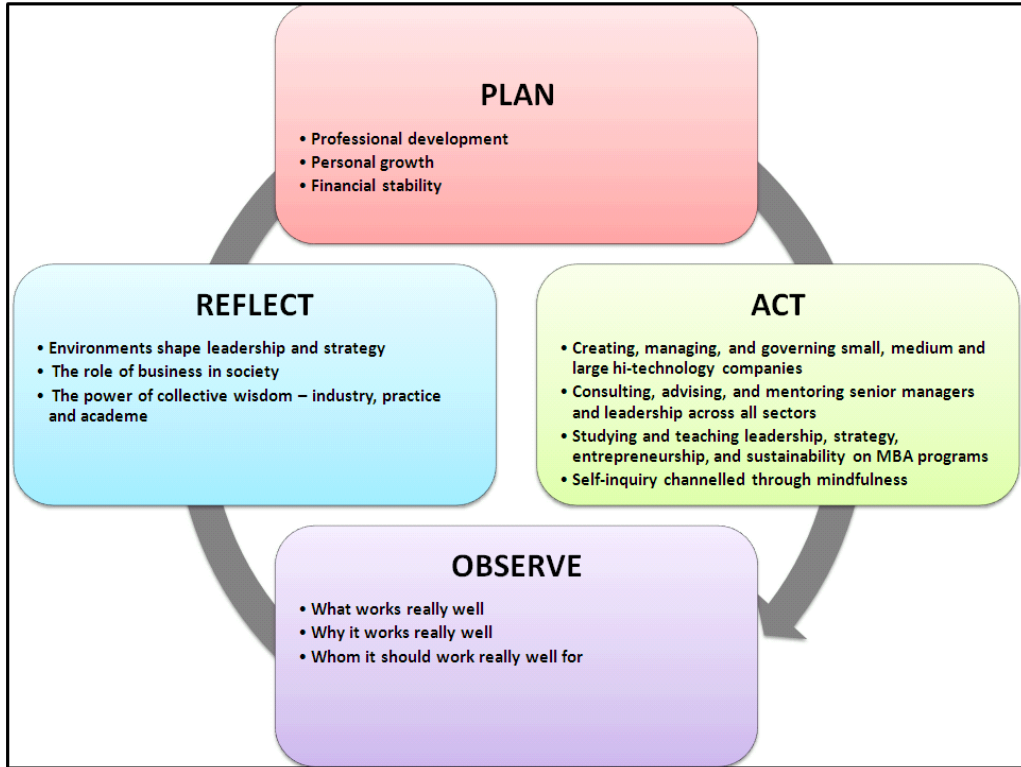 PLAN
• Professional development
• Personal growth
• Financial stability
ACT
• Creating, managing, and governing small, medium and
large hi-technology companies
• Consulting, advising, and mentoring senior managers
and leadership across all sectors
• Studying and teaching leadership, strategy,
entrepreneurship, and sustainability on MBA programs
• Self-inquiry channelled through mindfulness
OBSERVE
• What works really well
• Why it works really well
• Whom it should work really well for
REFLECT
• Environments shape leadership and strategy
• The role of business in society
• The power of collective wisdom – industry, practice
and academe